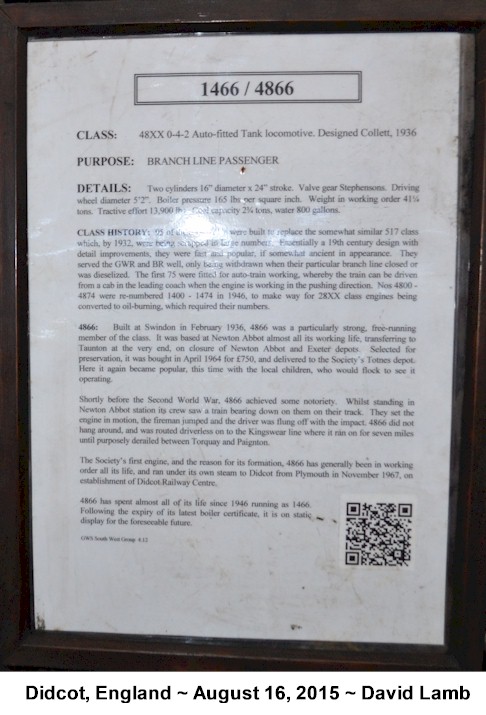 1466 / 4866
CLASS: 48XX 0-4-2 Auto-fitted Tank locomotive. Designed Collett, 1936
PURPOSE: BRANCH LINE PASSENGER
DETAILS: Two cylinders 16" diameter x 24" stroke. Valve gear Stephensons. Driving
wheel diameter 5'2". Boiler pressure 165 lbs per square inch. Weight in working order 41¼
tons. Tractive effort 13,900 lbs. Coal capacity 2¾ tons, water 800 gallons.
CLASS HISTORY: 95 of were built to replace the somewhat similar 517 class
which, by 1932, were being scrapped in large numbers. Essentially a 19th century design with
detail improvements, they were fast and popular, if somewhat ancient in appearance. They
served the GWR and BR well, only being withdrawn when their particular branch line closed or
was dieselized. The first 75 were fitted for auto-train working, whereby the train can be driven
from a cab in the leading coach when the engine is working in the pushing direction. Nos 4800 -
4874 were re-numbered 1400 - 1474 in 1946, to make way for 28XX class engines being
converted to oil-burning, which required their numbers.
4866: Built at Swindon in February 1936, 4866 was a particularly strong, free-running
member of the class. It was based at Newton Abbot almost all its working life, transferring to
Taunton at the very end, on closure of Newton Abbot and Exeter depots. Selected for
preservation, it was bought in April 1964 for £750, and delivered to the Society's Totnes depot.
Here it again became popular, this time with the local children, who would flock to see it
operating.
Shortly before the Second World War, 4866 achieved some notoriety. Whilst standing in
Newton Abbot station its crew saw a train bearing down on them on their track. They set the
engine in motion, the fireman jumped and the driver was flung off with the impact. 4866 did not
hang around, and was routed driverless on to the Kingswear line where it ran on for seven miles
until purposely derailed between Torquay and Paignton.
The Society's first engine, and the reason for its formation, 4866 has generally been in working
order all its life, and ran under its own steam to Didcot from Plymouth in November 1967, on
establishment of Didcot Railway Centre.
4866 has spent almost all of its life since 1946 running as 1466.
Following the expiry of its latest boiler certificate, it is on static
display for the foreseeable future.
GWS South West Group 4.12
Didcot, England ~ August 16, 2015 ~ David Lamb